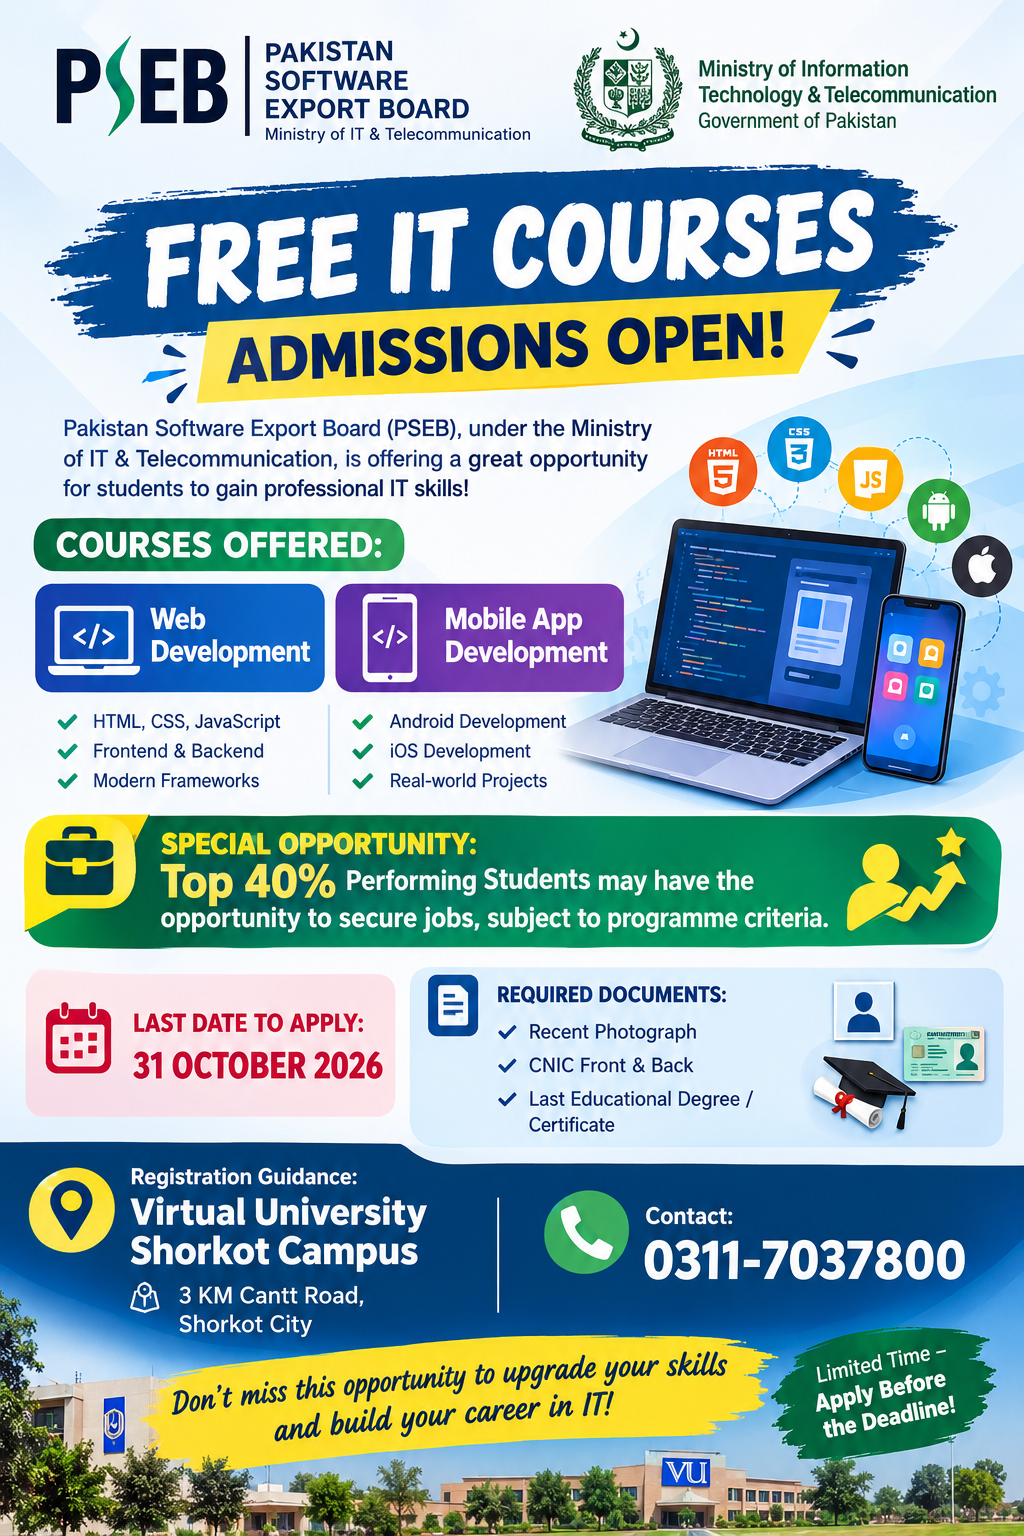 PSEB
PAKISTAN
SOFTWARE
EXPORT BOARD
Ministry of IT & Telecommunication
Ministry of Information
Technology & Telecommunication
Government of Pakistan
FREE IT COURSES
ADMISSIONS OPEN!
Pakistan Software Export Board (PSEB), under the Ministry
of IT & Telecommunication, is offering a great opportunity
for students to gain professional IT skills!
HTML
5
CSS
3
JS
COURSES OFFERED:
</>
Web
Development
</>
Mobile App
Development
HTML, CSS, JavaScript
Frontend & Backend
Modern Frameworks
Android Development
iOS Development
Real-world Projects
SPECIAL OPPORTUNITY:
Top 40% Performing Students may have the
opportunity to secure jobs, subject to programme criteria.
LAST DATE TO APPLY:
31 OCTOBER 2026
REQUIRED DOCUMENTS:
Recent Photograph
CNIC Front & Back
Last Educational Degree /
Certificate
Registration Guidance:
Virtual University
Shorkot Campus
3 KM Cantt Road,
Shorkot City
Contact:
0311-7037800
Don't miss this opportunity to upgrade your skills
and build your career in IT!
Limited Time –
Apply Before
the Deadline!
VU